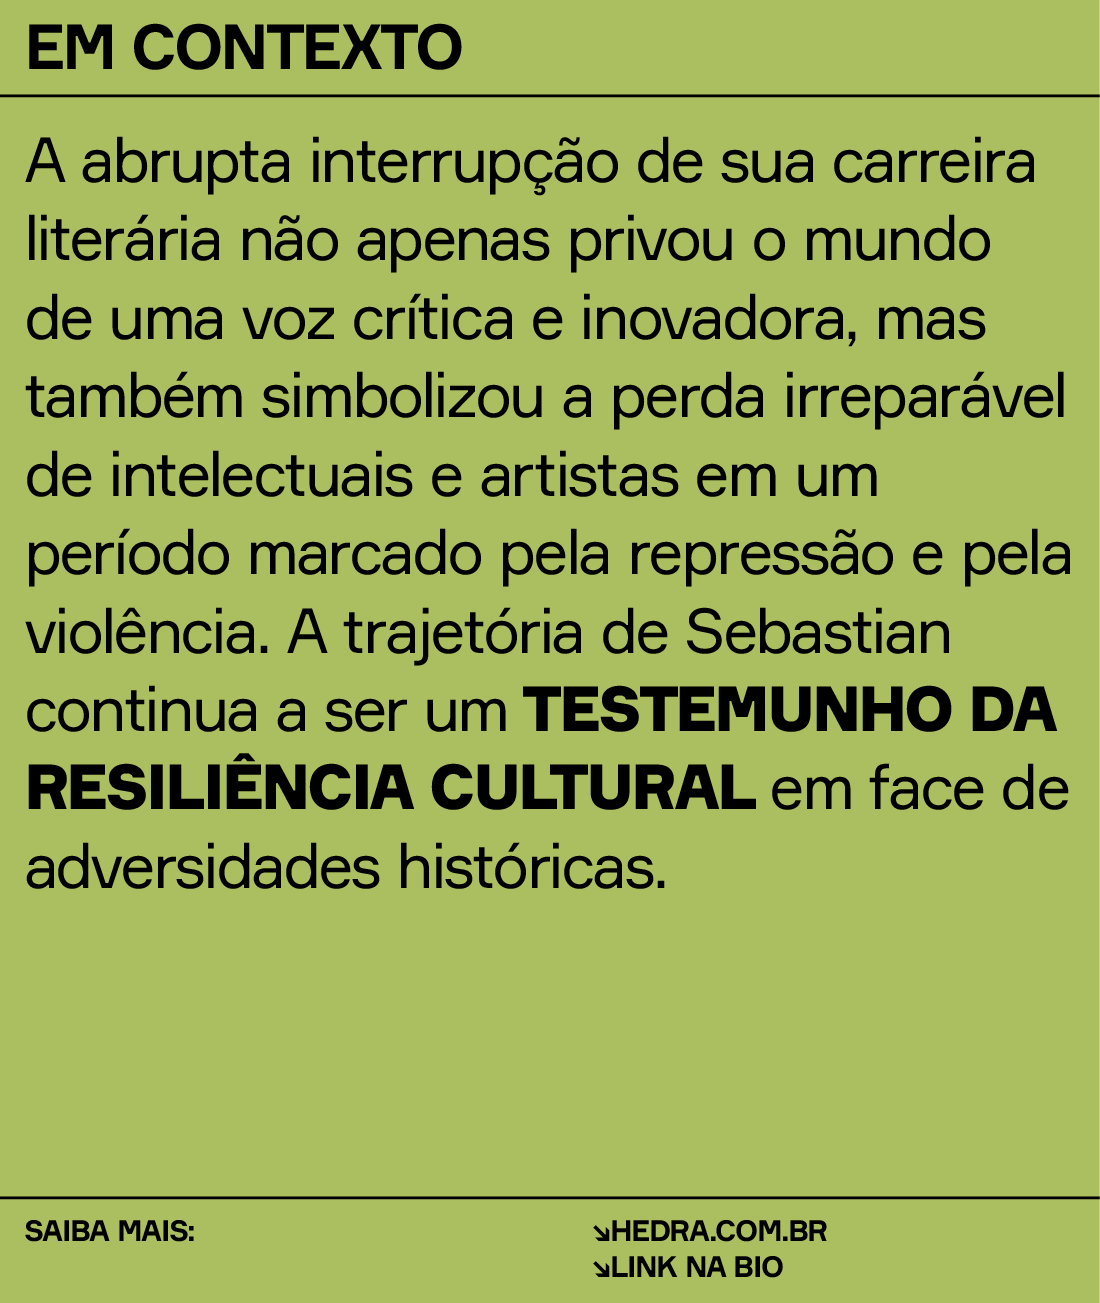 EM CONTEXTO
A abrupta interrupção de sua carreira
literária não apenas privou o mundo
de uma voz crítica e inovadora, mas
também simbolizou a perda irreparável
de intelectuais e artistas em um
período marcado pela repressão e pela
violência. A trajetória de Sebastian
continua a ser um TESTEMUNHO DA
RESILIÊNCIA CULTURAL em face de
adversidades históricas.
SAIBA MAIS:
↘HEDRA.COM.BR
↘LINK NA BIO